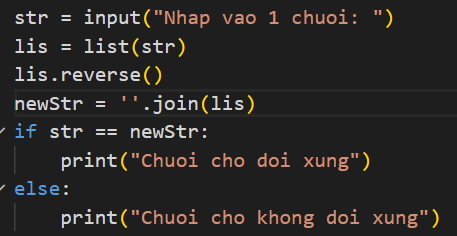 str = input("Nhap vao 1 chuoi: ")
lis = list(str)
lis.reverse()
newStr = ''.join(lis)
if str == newStr:
    print("Chuoi cho doi xung")
else:
    print("Chuoi cho khong doi xung")